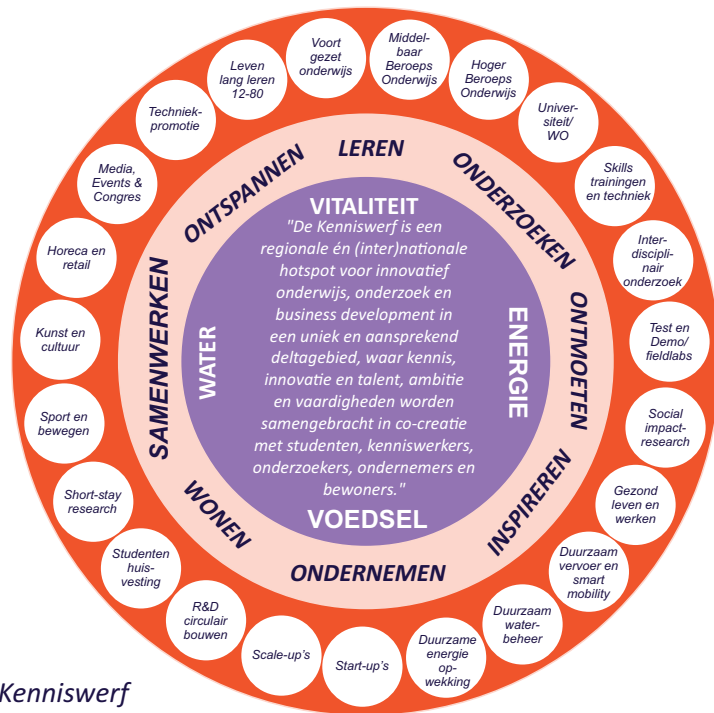 Voort
gezet
onderwijs
Middel-
baar
Beroeps
Onderwijs
Hoger
Beroeps
Onderwijs
Univer-
siteit/
WO
Skills
trainingen
en techniek
Inter-
discipli-
nair
onderzoek
Test en
Demo/
fieldlabs
Social
impact-
research
Gezond
leven en
werken
Duurzaam
vervoer en
smart
mobility
Duurzaam
water-
beheer
Duurzame
energie
op-
wekking
Start-up's
Scale-up's
R&D
circulair
bouwen
Studenten
huis-
vesting
Short-stay
research
Sport en
bewegen
Kunst en
cultuur
Horeca en
retail
Media,
Events &
Congres
Techniek-
promotie
Leven
lang leren
12-80
LEREN
ONDERZOEKEN
ONTMOETEN
INSPIREREN
ONDERNEMEN
WONEN
SAMENWERKEN
ONTSPANNEN
VITALITEIT
"De Kenniswerf is een
regionale én (inter)nationale
hotspot voor innovatief
onderwijs, onderzoek en
business development in
een uniek en aansprekend
deltagebied, waar kennis,
innovatie en talent, ambitie
en vaardigheden worden
samengebracht in co-creatie
met studenten, kenniswerkers,
onderzoekers, ondernemers en
bewoners."
WATER
ENERGIE
VOEDSEL
Kenniswerf